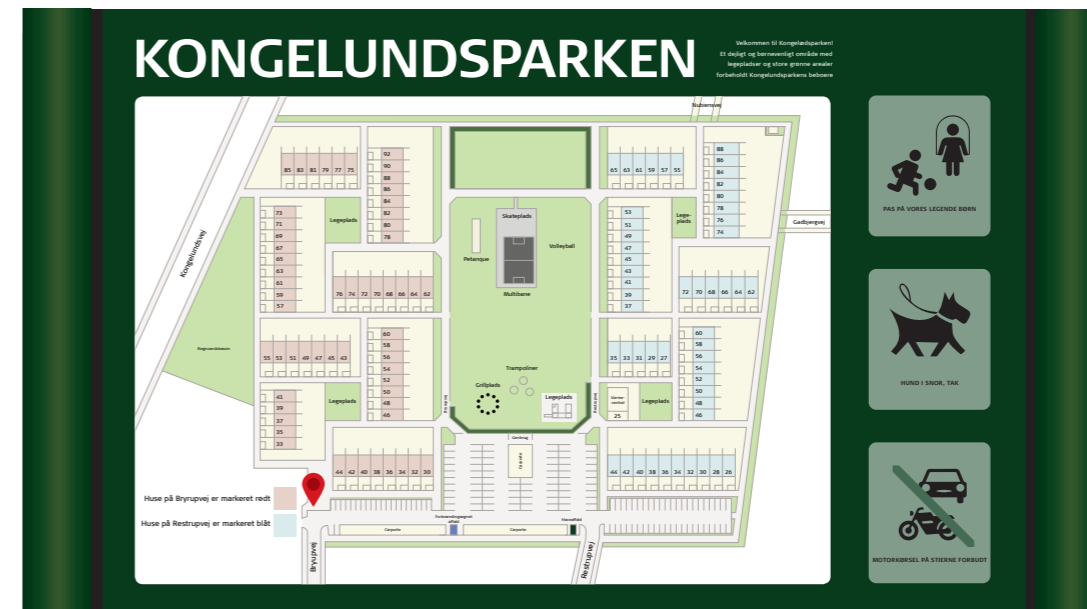 KONGELUNDSPARKEN
Velkommen til Kongelødsparken!
Et dejligt og børnevenligt område med
legepladser og store grønne arealer
forbeholdt Kongelundsparkens beboere
Nubænsvej
Gadbjergvej
Kongelundsvej
85 83 81 79 77 75
92
90
88
86
84
82
80
78
73
71
69
67
65
63
61
59
57
Legeplads
76 74 72 70 68 66 64 62
55 53 51 49 47 45 43
60
58
56
54
52
50
48
46
41
39
37
35
33
Legeplads
44 42 40 38 36 34 32 30
Skateplads
Petanque
Volleyball
Multibane
Trampoliner
Grillplads
Legeplads
Genbrug
Carporte
65 63 61 59 57 55
88
86
84
82
80
78
76
74
53
51
49
47
45
43
41
39
37
Lege-
plads
72 70 68 66 64 62
35 33 31 29 27
60
58
56
54
52
50
48
46
25
Legeplads
44 42 40 38 36 34 32 30 28 26
Huse på Bryrupvej er markeret rødt
Huse på Restrupvej er markeret blåt
Carporte
Carporte
Bryupvej
Restrupvej
PAS PÅ VORES LEGENDE BØRN
HUND I SNOR, TAK
MOTORKØRSEL PÅ STIERNE FORBUDT